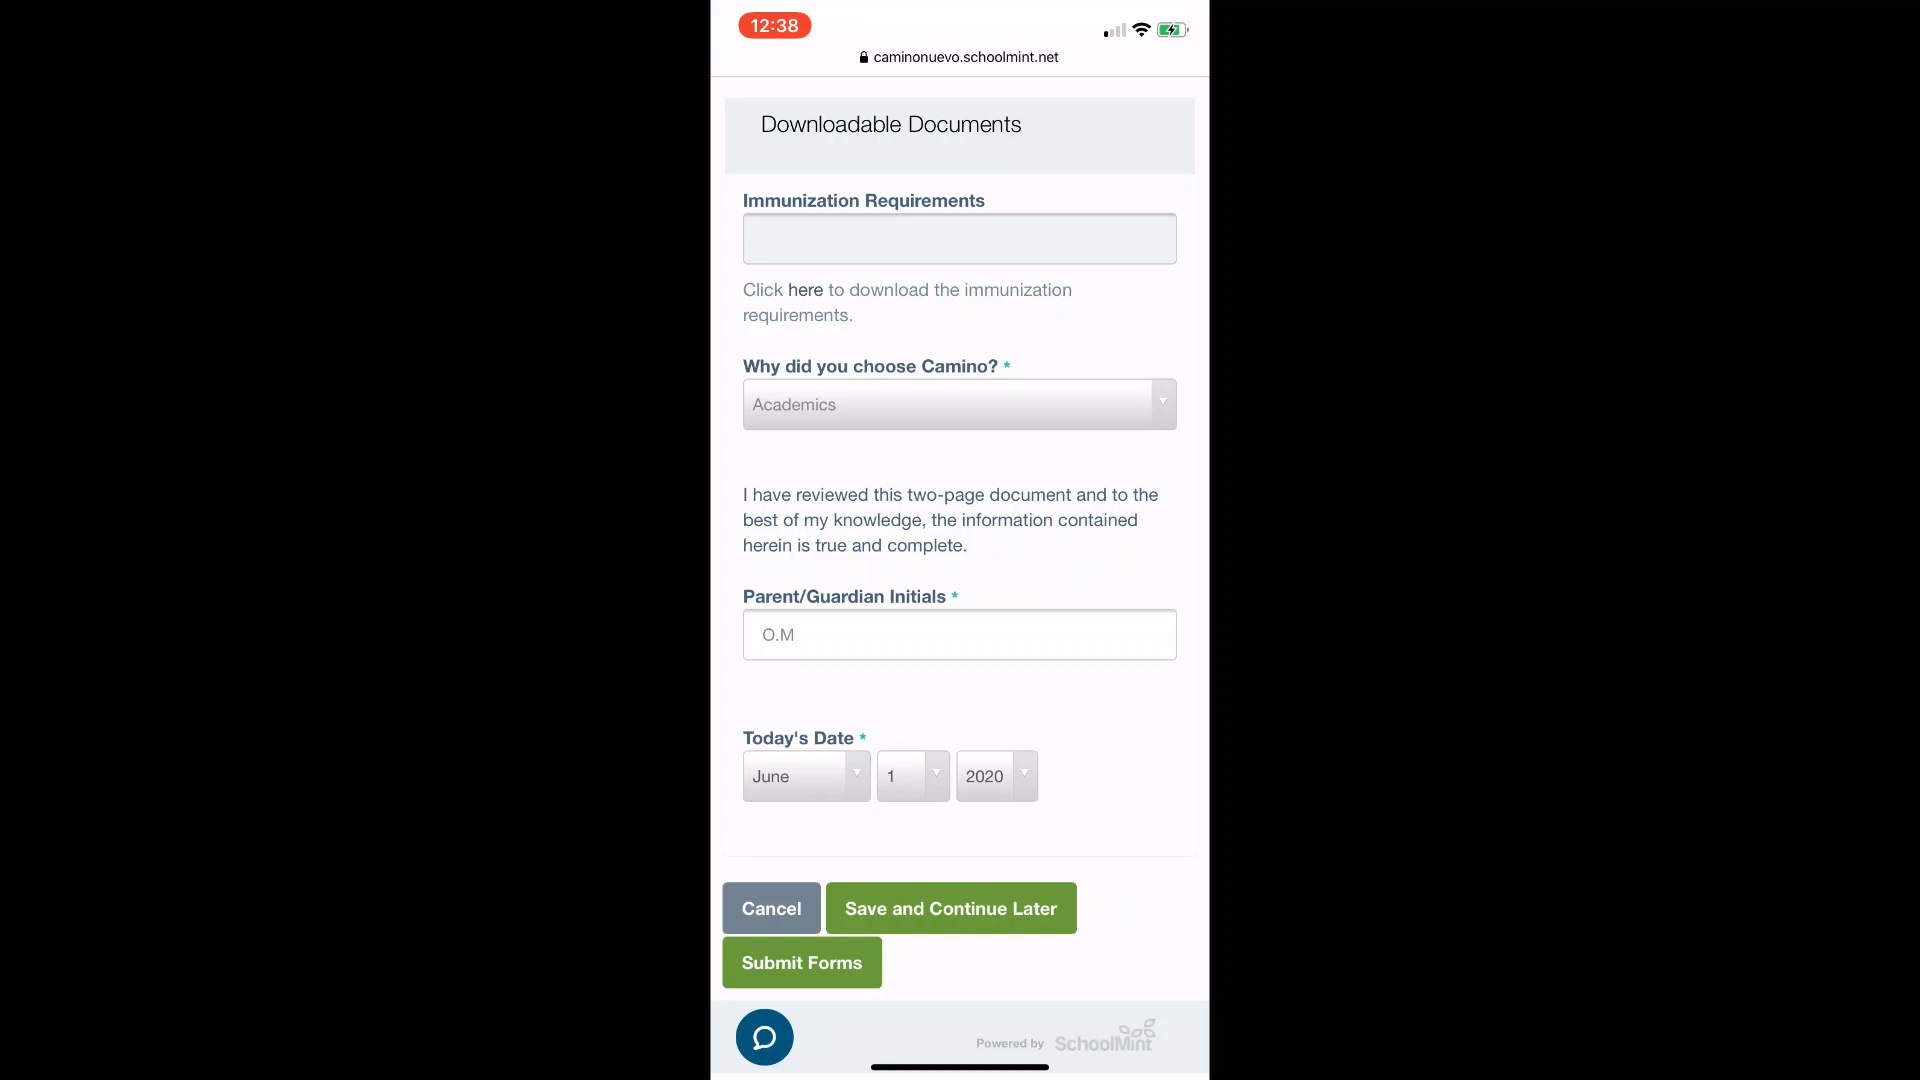 12:38
caminonuevo.schoolmint.net
Downloadable Documents
Immunization Requirements
Click here to download the immunization
requirements.
Why did you choose Camino? *
Academics
I have reviewed this two-page document and to the
best of my knowledge, the information contained
herein is true and complete.
Parent/Guardian Initials *
O.M
Today's Date *
June 1 2020
Cancel Save and Continue Later
Submit Forms
Powered by SchoolMint